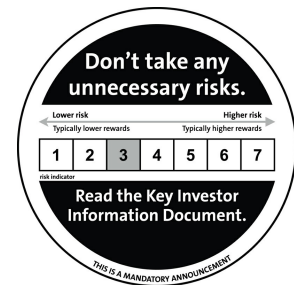 Don't take any
unnecessary risks.
Lower risk Higher risk
Typically lower rewards Typically higher rewards
1 2 3 4 5 6 7
risk indicator
Read the Key Investor
Information Document.
THIS IS A MANDATORY ANNOUNCEMENT